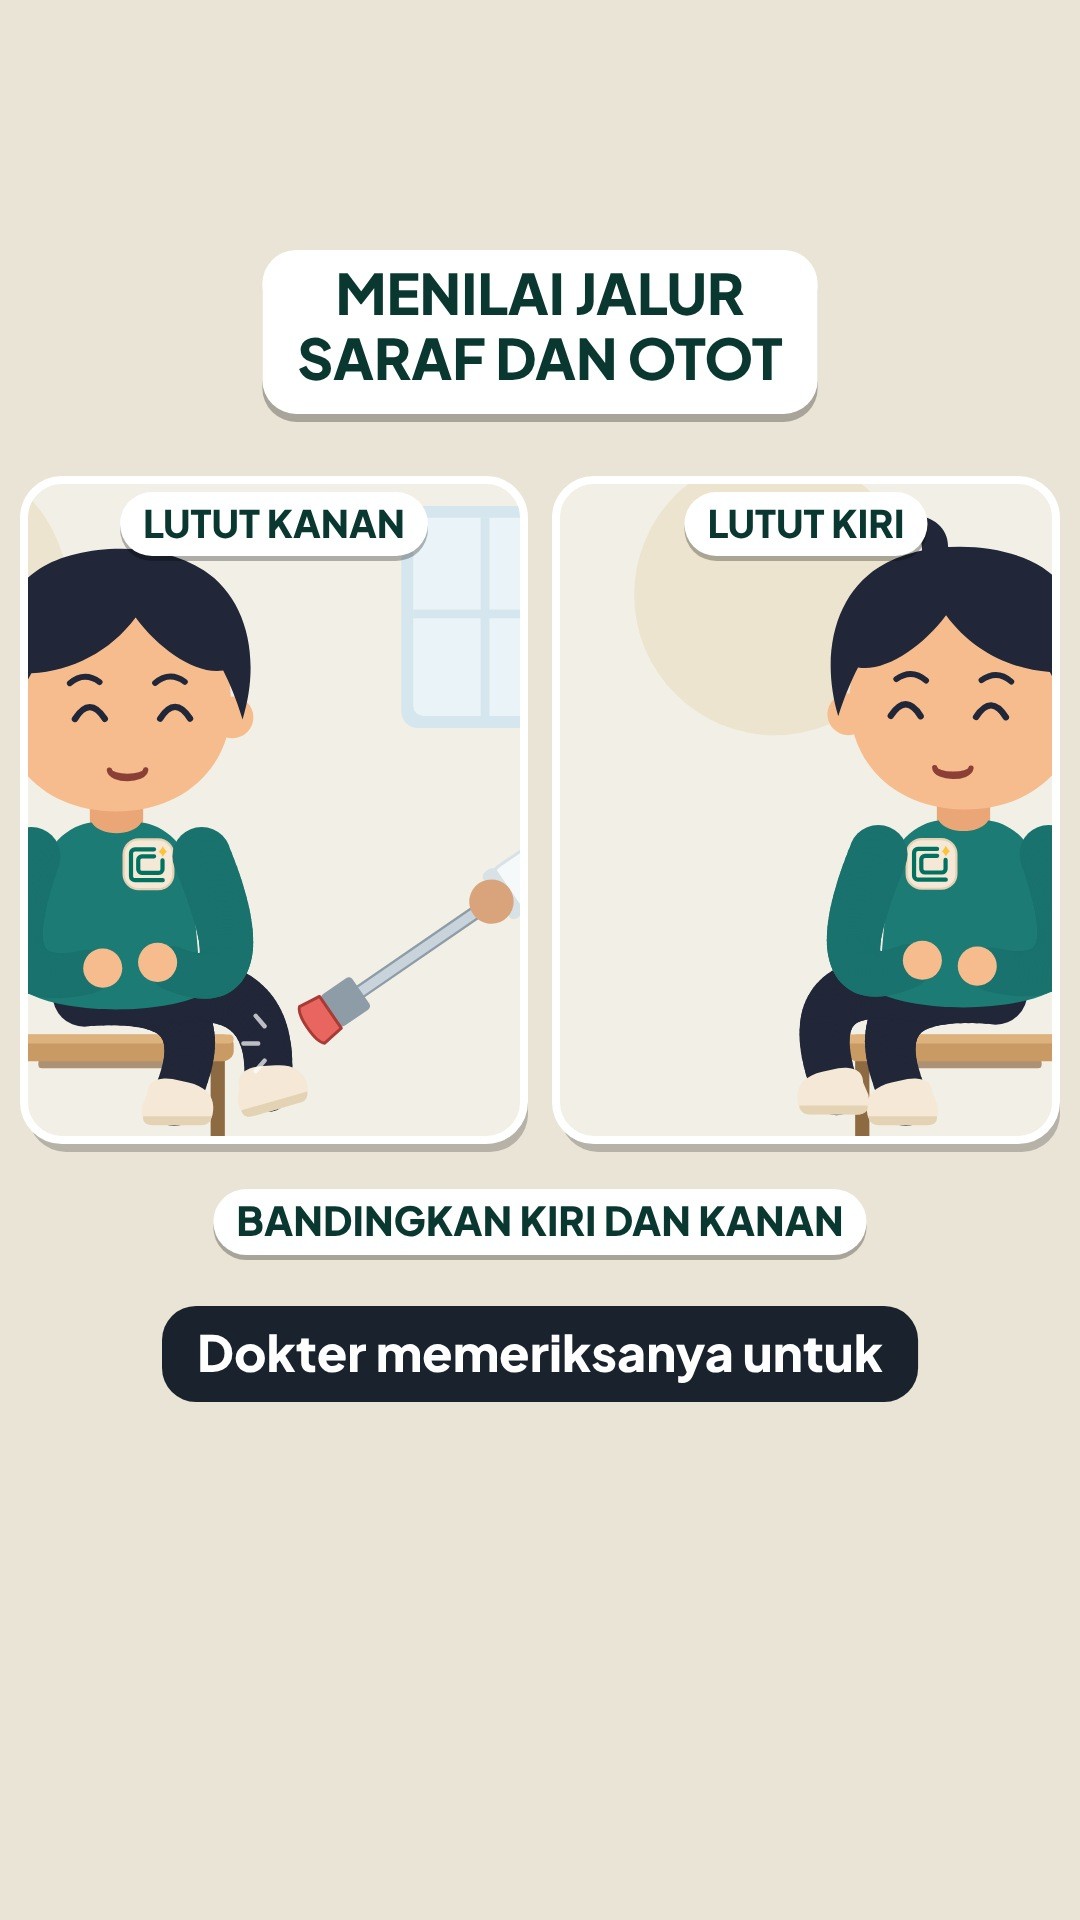 MENILAI JALUR
SARAF DAN OTOT
LUTUT KANAN
LUTUT KIRI
BANDINGKAN KIRI DAN KANAN
Dokter memeriksanya untuk